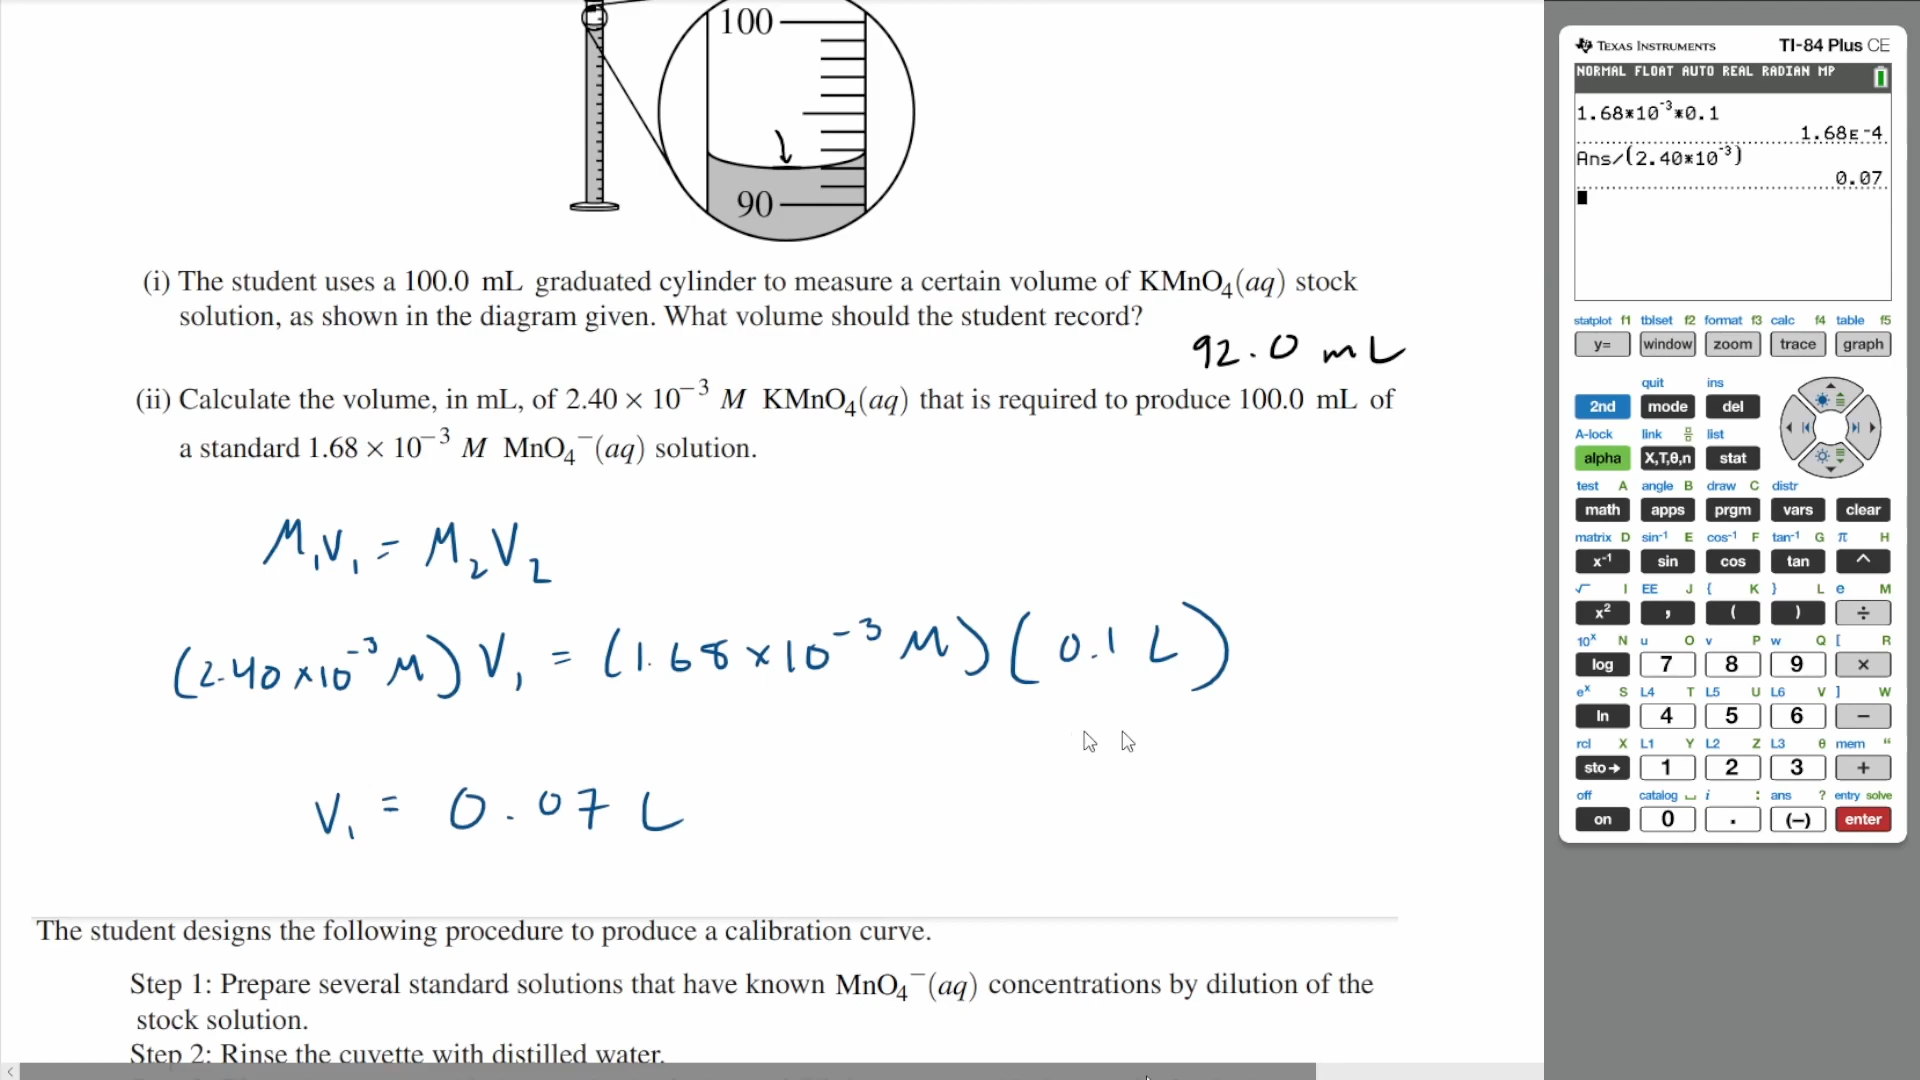 100
90
(i) The student uses a 100.0 mL graduated cylinder to measure a certain volume of KMnO₄(aq) stock
solution, as shown in the diagram given. What volume should the student record?
92.0 mL
(ii) Calculate the volume, in mL, of 2.40 × 10⁻³ M KMnO₄(aq) that is required to produce 100.0 mL of
a standard 1.68 × 10⁻³ M MnO₄⁻(aq) solution.
M₁V₁ = M₂V₂
(2.40 × 10⁻³ M) V₁ = (1.68 × 10⁻³ M)(0.1 L)
V₁ = 0.07 L
The student designs the following procedure to produce a calibration curve.
Step 1: Prepare several standard solutions that have known MnO₄⁻(aq) concentrations by dilution of the
stock solution.
Step 2: Rinse the cuvette with distilled water.
TEXAS INSTRUMENTS TI-84 Plus CE
NORMAL FLOAT AUTO REAL RADIAN MP
1.68*10⁻³*0.1
1.68E-4
Ans/(2.40*10⁻³)
0.07
statplot f1 tblset f2 format f3 calc f4 table f5
y= window zoom trace graph
quit ins
2nd mode del
A-lock link list
alpha X,T,θ,n stat
test A angle B draw C distr
math apps prgm vars clear
matrix D sin⁻¹ E cos⁻¹ F tan⁻¹ G π H
x⁻¹ sin cos tan ^
√ I EE J { K } L e M
x² , ( ) ÷
10ˣ N u O v P w Q [ R
log 7 8 9 ×
eˣ S L4 T L5 U L6 V ] W
ln 4 5 6 −
rcl X L1 Y L2 Z L3 θ mem "
sto→ 1 2 3 +
off catalog ⎵ i : ans ? entry solve
on 0 . (−) enter